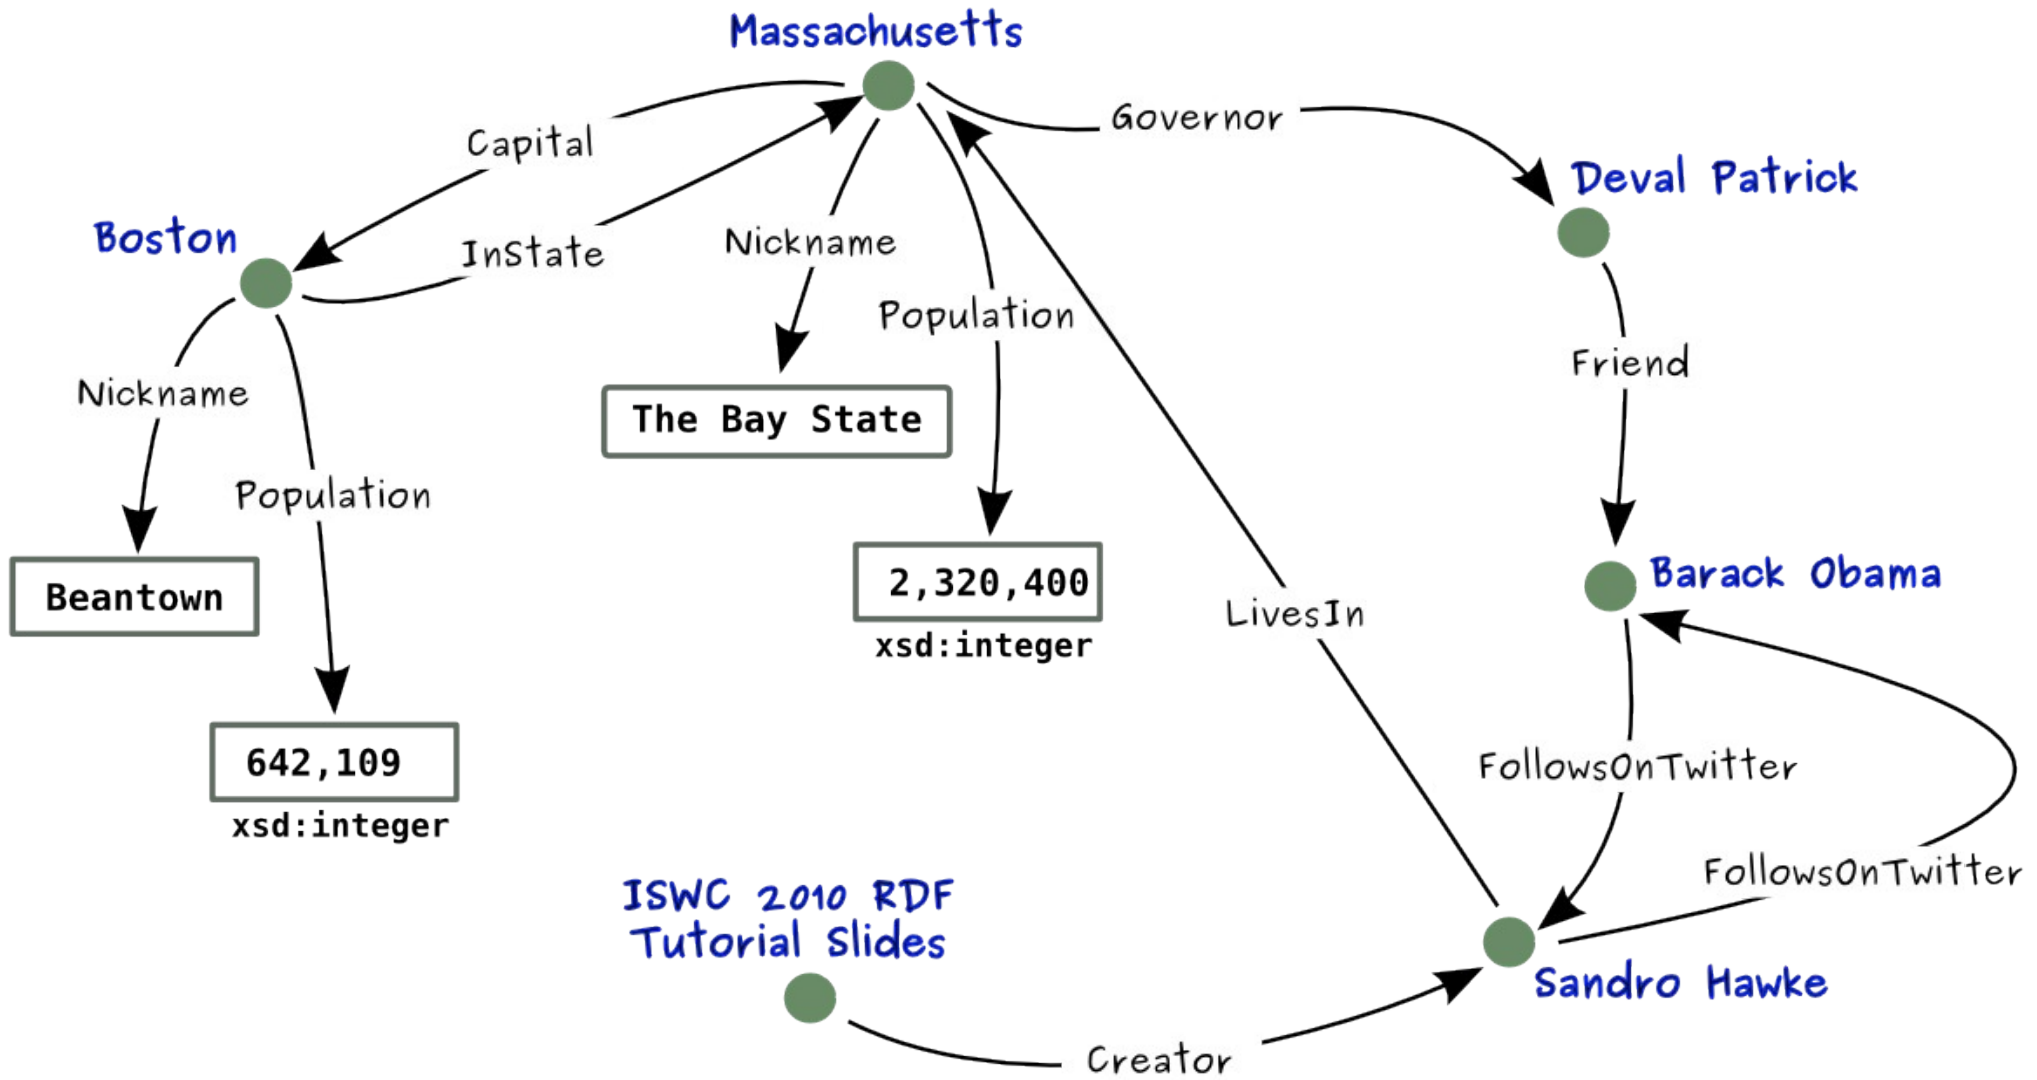 Massachusetts
Capital
Governor
Deval Patrick
Boston
InState
Nickname
Population
Friend
Nickname
The Bay State
Population
Beantown
2,320,400
xsd:integer
LivesIn
Barack Obama
642,109
xsd:integer
FollowsOnTwitter
FollowsOnTwitter
ISWC 2010 RDF
Tutorial Slides
Sandro Hawke
Creator